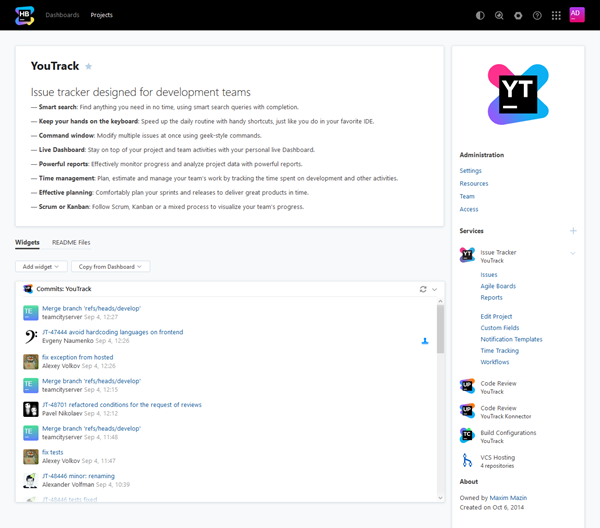 HB
Dashboards
Projects
AD
YouTrack
Issue tracker designed for development teams
— Smart search: Find anything you need in no time, using smart search queries with completion.
— Keep your hands on the keyboard: Speed up the daily routine with handy shortcuts, just like you do in your favorite IDE.
— Command window: Modify multiple issues at once using geek-style commands.
— Live Dashboard: Stay on top of your project and team activities with your personal live Dashboard.
— Powerful reports: Effectively monitor progress and analyze project data with powerful reports.
— Time management: Plan, estimate and manage your team's work by tracking the time spent on development and other activities.
— Effective planning: Comfortably plan your sprints and releases to deliver great products in time.
— Scrum or Kanban: Follow Scrum, Kanban or a mixed process to visualize your team's progress.
Widgets
README Files
Add widget
Copy from Dashboard
Commits: YouTrack
TE
Merge branch 'refs/heads/develop'
teamcityserver Sep 4, 12:27
JT-47444 avoid hardcoding languages on frontend
Evgeny Naumenko Sep 4, 12:26
fix exception from hosted
Alexey Volkov Sep 4, 12:26
TE
Merge branch 'refs/heads/develop'
teamcityserver Sep 4, 12:15
JT-48701 refactored conditions for the request of reviews
Pavel Nikolaev Sep 4, 12:12
TE
Merge branch 'refs/heads/develop'
teamcityserver Sep 4, 11:48
fix tests
Alexey Volkov Sep 4, 11:47
JT-48446 minor: renaming
Alexander Volfman Sep 4, 10:39
JT-48446 tests fixed
YT
Administration
Settings
Resources
Team
Access
Services
YT
Issue Tracker
YouTrack
Issues
Agile Boards
Reports
Edit Project
Custom Fields
Notification Templates
Time Tracking
Workflows
UP
Code Review
YouTrack
UP
Code Review
YouTrack Konnector
TC
Build Configurations
YouTrack
VCS Hosting
4 repositories
About
Owned by Maxim Mazin
Created on Oct 6, 2014